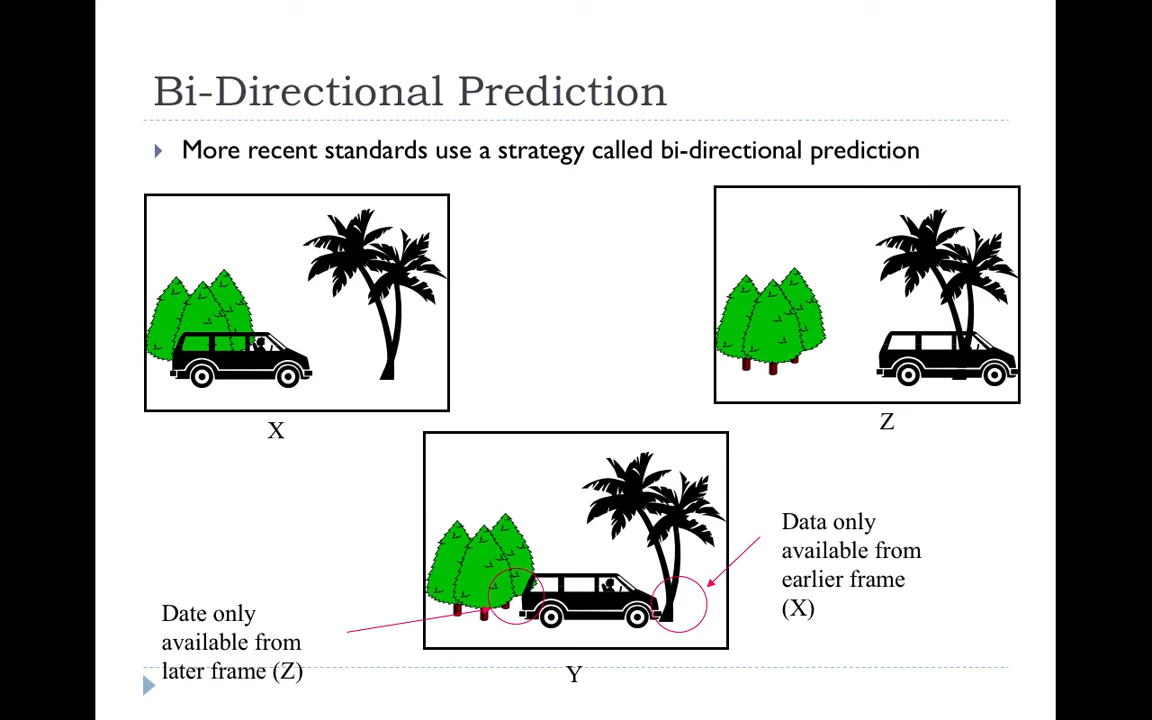 Bi-Directional Prediction
More recent standards use a strategy called bi-directional prediction
X
Z
Data only
available from
earlier frame
(X)
Date only
available from
later frame (Z)
Y